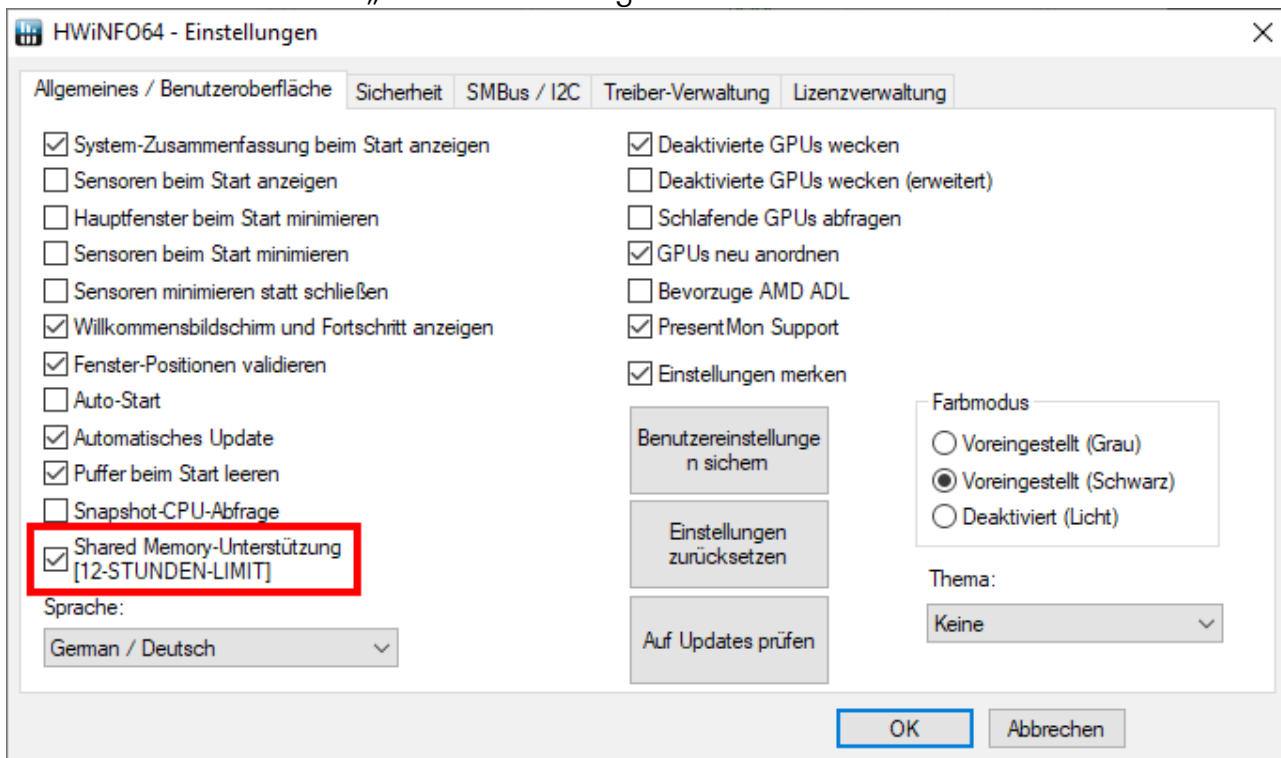 HWiNFO64 - Einstellungen
Allgemeines / Benutzeroberfläche
Sicherheit
SMBus / I2C
Treiber-Verwaltung
Lizenzverwaltung
System-Zusammenfassung beim Start anzeigen
Sensoren beim Start anzeigen
Hauptfenster beim Start minimieren
Sensoren beim Start minimieren
Sensoren minimieren statt schließen
Willkommensbildschirm und Fortschritt anzeigen
Fenster-Positionen validieren
Auto-Start
Automatisches Update
Puffer beim Start leeren
Snapshot-CPU-Abfrage
Shared Memory-Unterstützung
[12-STUNDEN-LIMIT]
Sprache:
German / Deutsch
Deaktivierte GPUs wecken
Deaktivierte GPUs wecken (erweitert)
Schlafende GPUs abfragen
GPUs neu anordnen
Bevorzuge AMD ADL
PresentMon Support
Einstellungen merken
Benutzereinstellunge
n sichern
Einstellungen
zurücksetzen
Auf Updates prüfen
Farbmodus
Voreingestellt (Grau)
Voreingestellt (Schwarz)
Deaktiviert (Licht)
Thema:
Keine
OK
Abbrechen